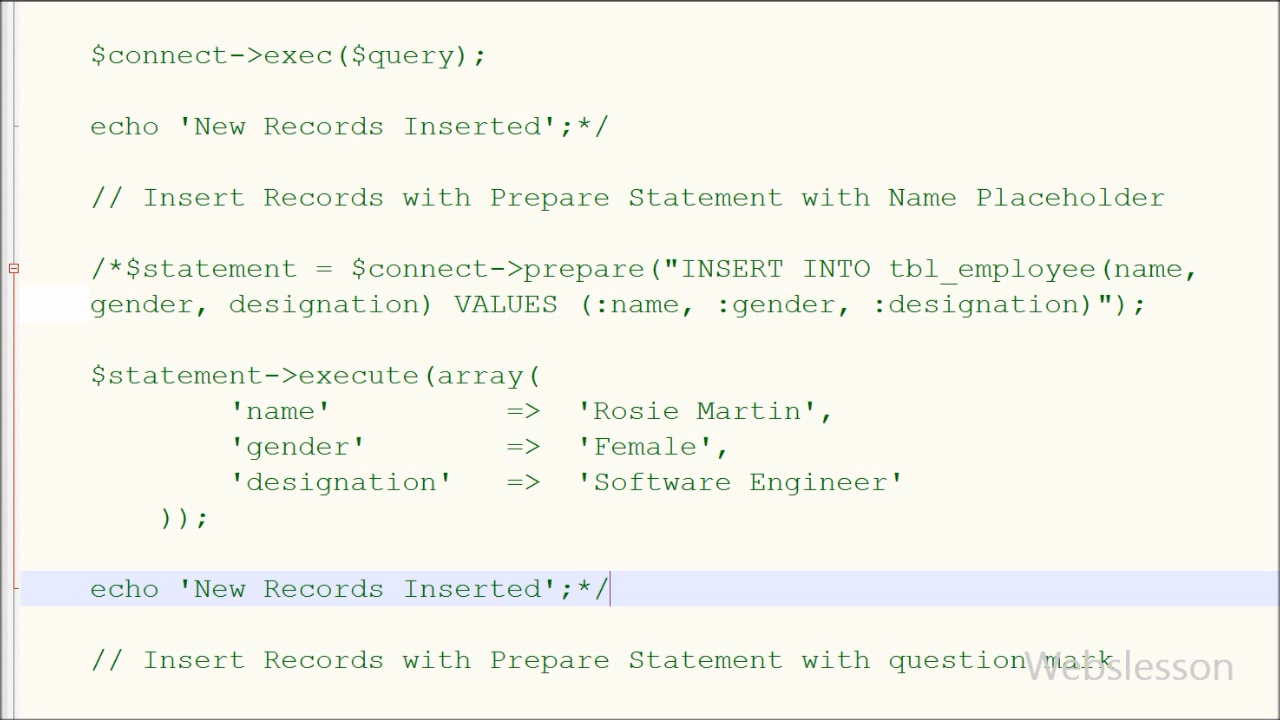 $connect->exec($query);
echo 'New Records Inserted';*/
// Insert Records with Prepare Statement with Name Placeholder
/*$statement = $connect->prepare("INSERT INTO tbl_employee(name,
gender, designation) VALUES (:name, :gender, :designation)");
$statement->execute(array(
'name' => 'Rosie Martin',
'gender' => 'Female',
'designation' => 'Software Engineer'
));
echo 'New Records Inserted';*/
// Insert Records with Prepare Statement with question mark
Webslesson